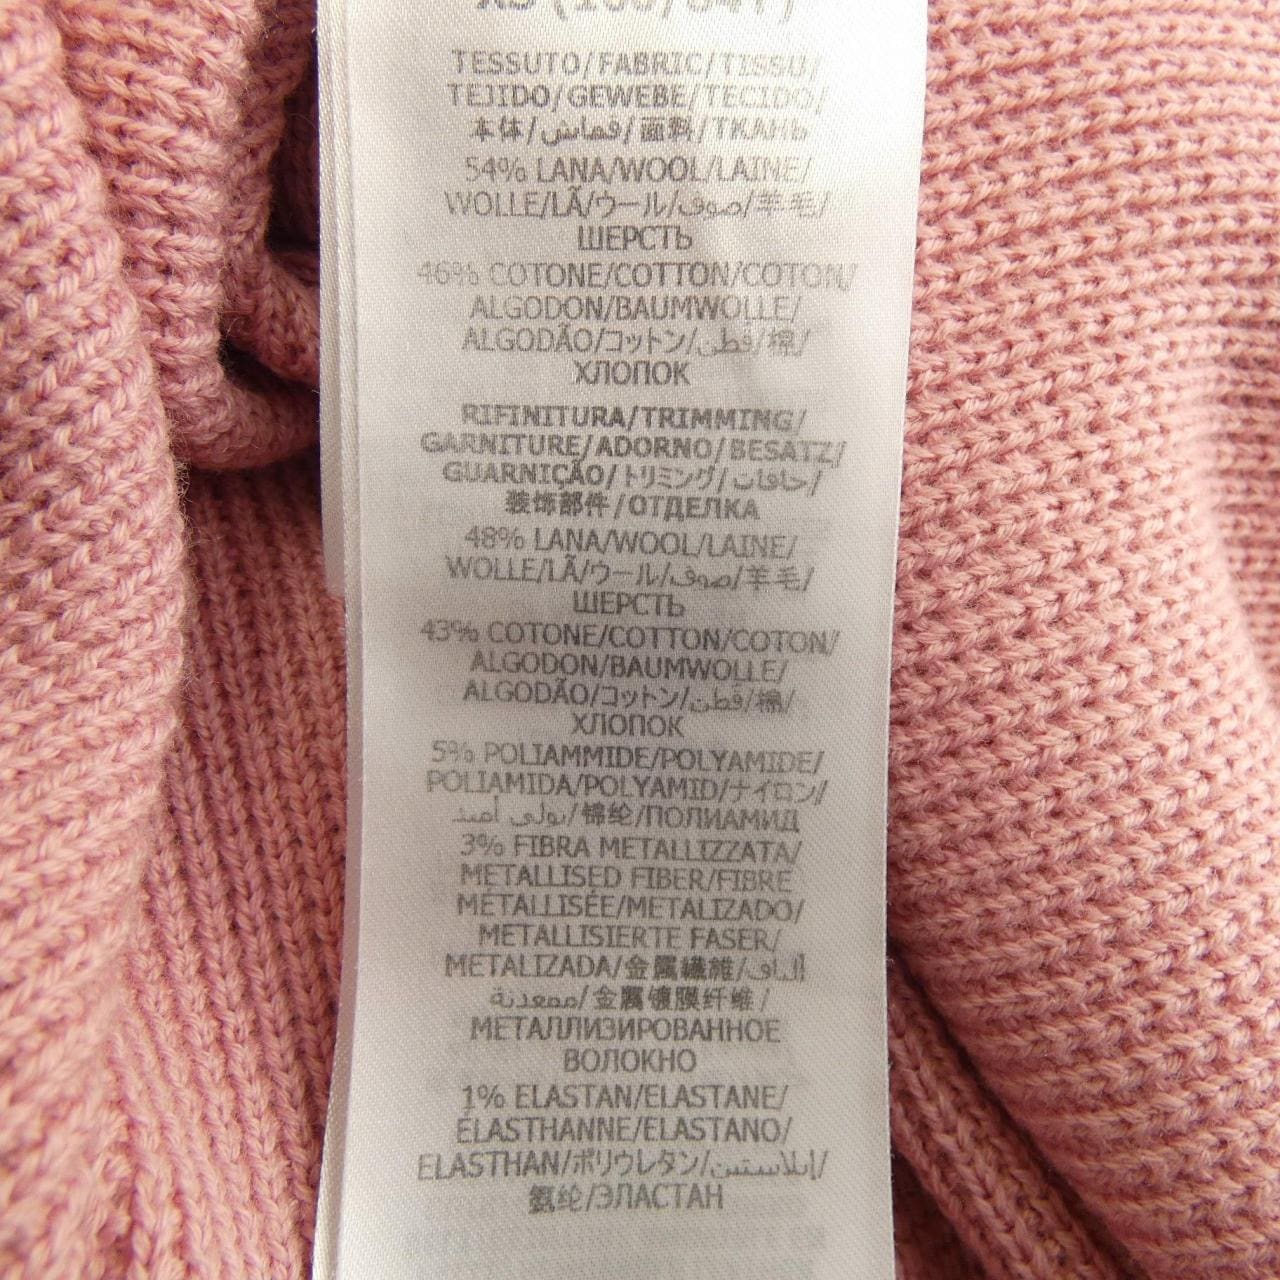 XS (160/84Y)
TESSUTO/FABRIC/TISSU/
TEJIDO/GEWEBE/TECIDO/
本体/قماش/面料/ТКАНЬ
54% LANA/WOOL/LAINE/
WOLLE/LÃ/ウール/صوف/羊毛/
ШЕРСТЬ
46% COTONE/COTTON/COTON/
ALGODON/BAUMWOLLE/
ALGODÃO/コットン/قطن/棉/
ХЛОПОК
RIFINITURA/TRIMMING/
GARNITURE/ADORNO/BESATZ/
GUARNIÇÃO/トリミング/حافات/
装饰部件/ОТДЕЛКА
48% LANA/WOOL/LAINE/
WOLLE/LÃ/ウール/صوف/羊毛/
ШЕРСТЬ
43% COTONE/COTTON/COTON/
ALGODON/BAUMWOLLE/
ALGODÃO/コットン/قطن/棉/
ХЛОПОК
5% POLIAMMIDE/POLYAMIDE/
POLIAMIDA/POLYAMID/ナイロン/
بولي أميد/锦纶/ПОЛИАМИД
3% FIBRA METALLIZZATA/
METALLISED FIBER/FIBRE
MÉTALLISÉE/METALIZADO/
METALLISIERTE FASER/
METALIZADA/金属繊維/ألياف
ممعدنة/金属镀膜纤维/
МЕТАЛЛИЗИРОВАННОЕ
ВОЛОКНО
1% ELASTAN/ELASTANE/
ÉLASTHANNE/ELASTANO/
ELASTHAN/ポリウレタン/إيلاستين/
氨纶/ЭЛАСТАН